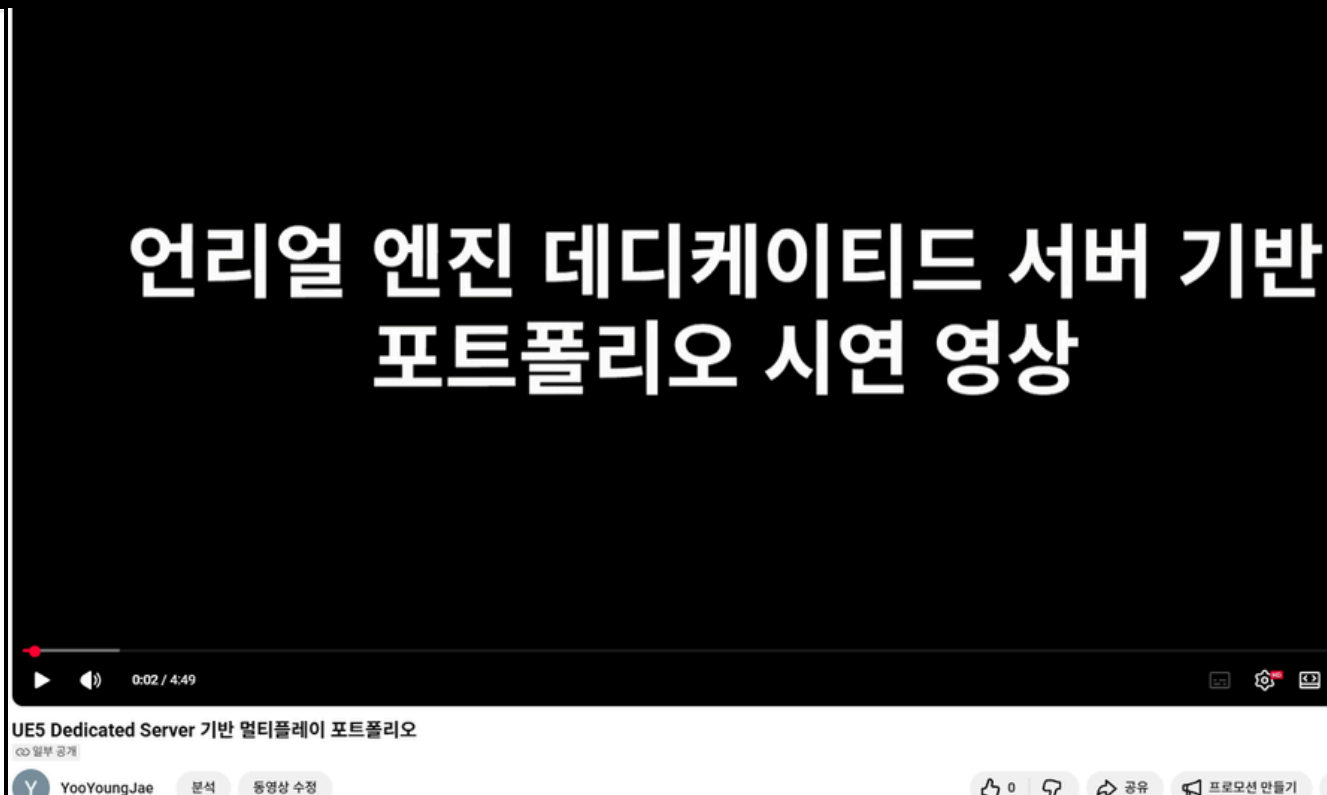 언리얼 엔진 데디케이티드 서버 기반
포트폴리오 시연 영상
0:02 / 4:49
HD
UE5 Dedicated Server 기반 멀티플레이 포트폴리오
일부 공개
Y YooYoungJae 분석 동영상 수정 0 공유 프로모션 만들기